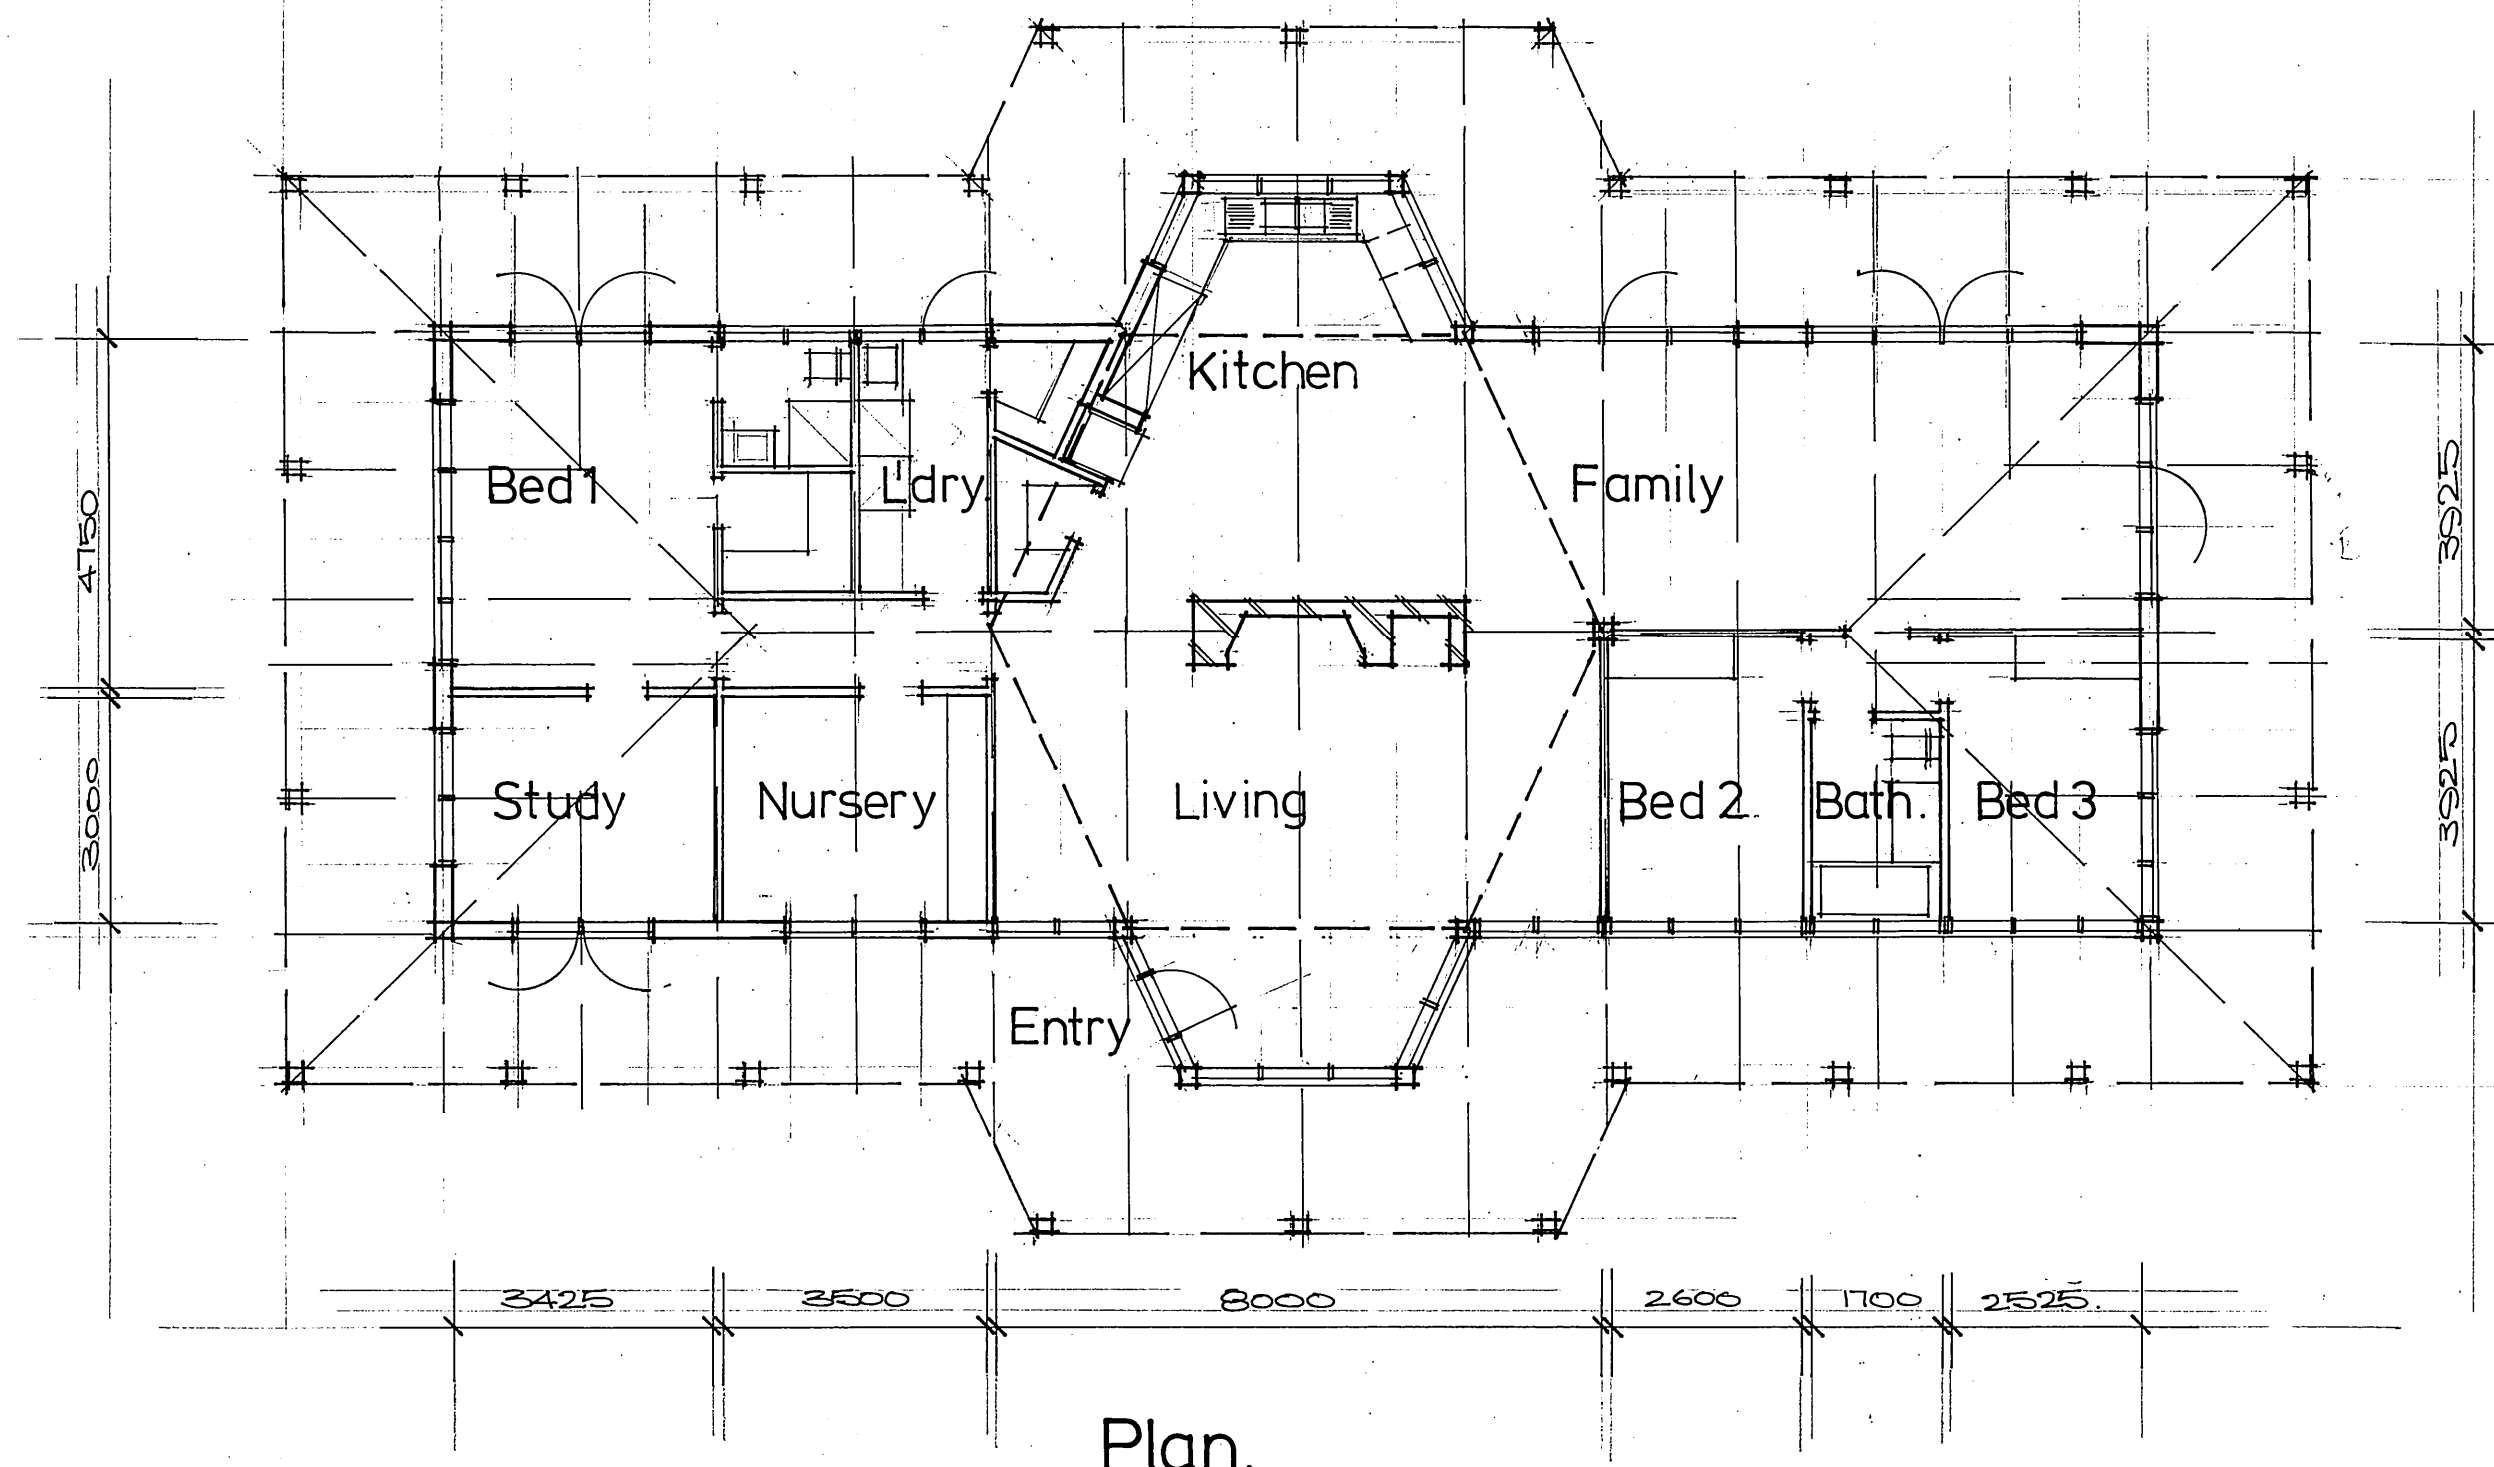 Kitchen
Bed 1
Ldry
Family
4750
3925
Study
Nursery
Living
Bed 2
Bath.
Bed 3
3000
3925
Entry
3425
3500
8000
2600
1700
2525.
Plan.